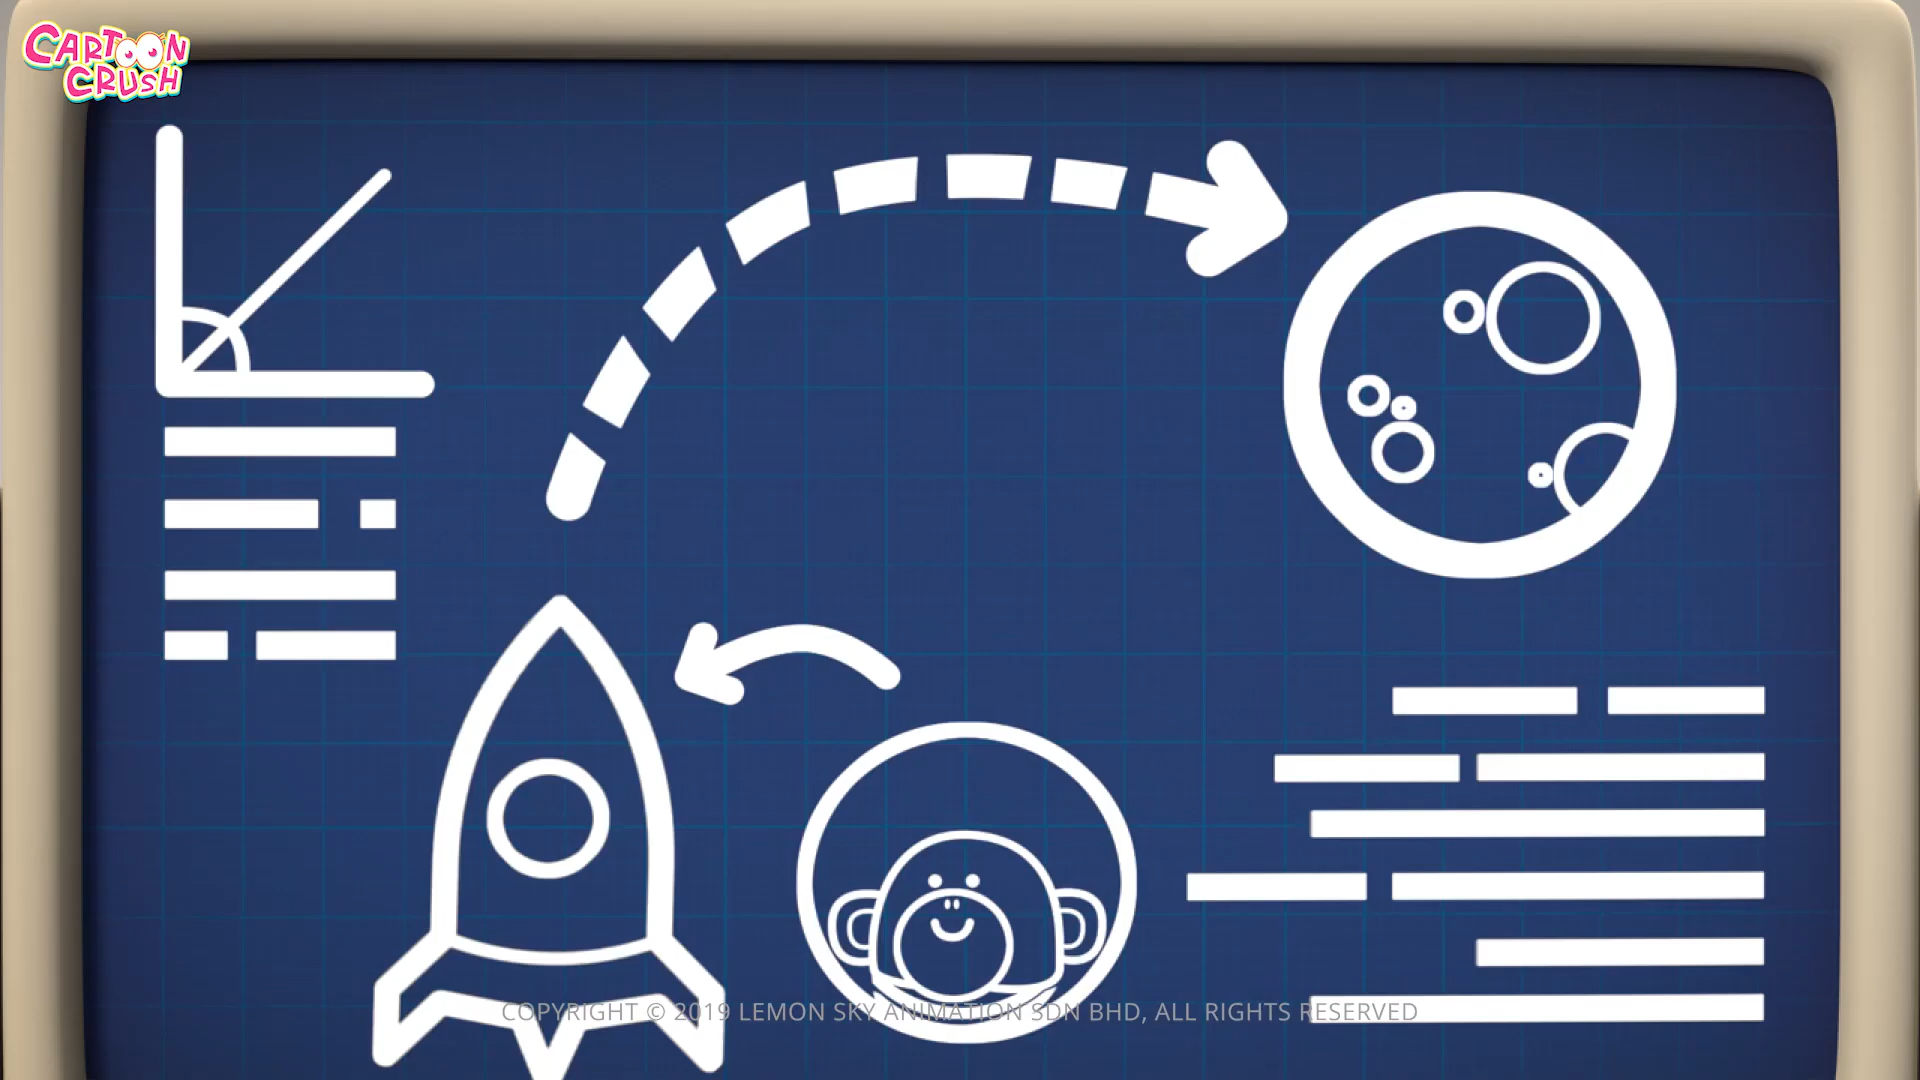 CARTOON
CRUSH
COPYRIGHT © 2019 LEMON SKY ANIMATION SDN BHD, ALL RIGHTS RESERVED